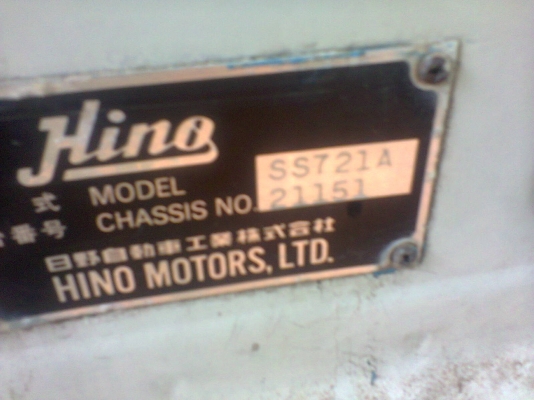 Hino
式 MODEL SS721A
番号 CHASSIS NO. 21151
日野自動車工業株式会社
HINO MOTORS, LTD.